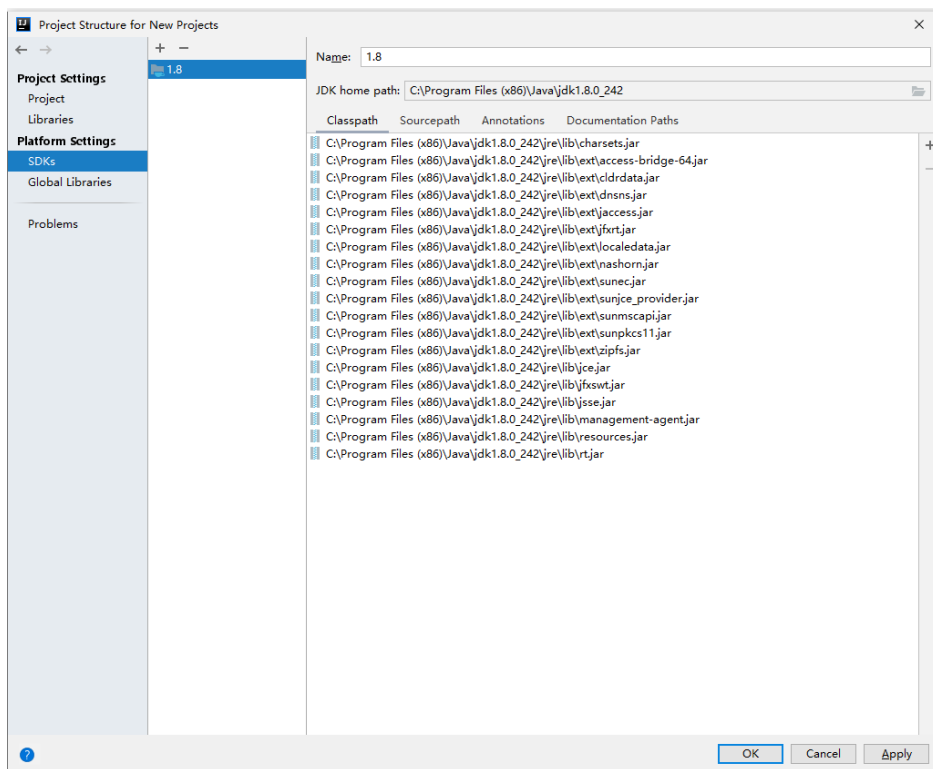 Project Structure for New Projects
Project Settings
Project
Libraries
Platform Settings
SDKs
Global Libraries
Problems
1.8
Name: 1.8
JDK home path: C:\Program Files (x86)\Java\jdk1.8.0_242
Classpath Sourcepath Annotations Documentation Paths
C:\Program Files (x86)\Java\jdk1.8.0_242\jre\lib\charsets.jar
C:\Program Files (x86)\Java\jdk1.8.0_242\jre\lib\ext\access-bridge-64.jar
C:\Program Files (x86)\Java\jdk1.8.0_242\jre\lib\ext\cldrdata.jar
C:\Program Files (x86)\Java\jdk1.8.0_242\jre\lib\ext\dnsns.jar
C:\Program Files (x86)\Java\jdk1.8.0_242\jre\lib\ext\jaccess.jar
C:\Program Files (x86)\Java\jdk1.8.0_242\jre\lib\ext\jfxrt.jar
C:\Program Files (x86)\Java\jdk1.8.0_242\jre\lib\ext\localedata.jar
C:\Program Files (x86)\Java\jdk1.8.0_242\jre\lib\ext\nashorn.jar
C:\Program Files (x86)\Java\jdk1.8.0_242\jre\lib\ext\sunec.jar
C:\Program Files (x86)\Java\jdk1.8.0_242\jre\lib\ext\sunjce_provider.jar
C:\Program Files (x86)\Java\jdk1.8.0_242\jre\lib\ext\sunmscapi.jar
C:\Program Files (x86)\Java\jdk1.8.0_242\jre\lib\ext\sunpkcs11.jar
C:\Program Files (x86)\Java\jdk1.8.0_242\jre\lib\ext\zipfs.jar
C:\Program Files (x86)\Java\jdk1.8.0_242\jre\lib\jce.jar
C:\Program Files (x86)\Java\jdk1.8.0_242\jre\lib\jfxswt.jar
C:\Program Files (x86)\Java\jdk1.8.0_242\jre\lib\jsse.jar
C:\Program Files (x86)\Java\jdk1.8.0_242\jre\lib\management-agent.jar
C:\Program Files (x86)\Java\jdk1.8.0_242\jre\lib\resources.jar
C:\Program Files (x86)\Java\jdk1.8.0_242\jre\lib\rt.jar
OK Cancel Apply